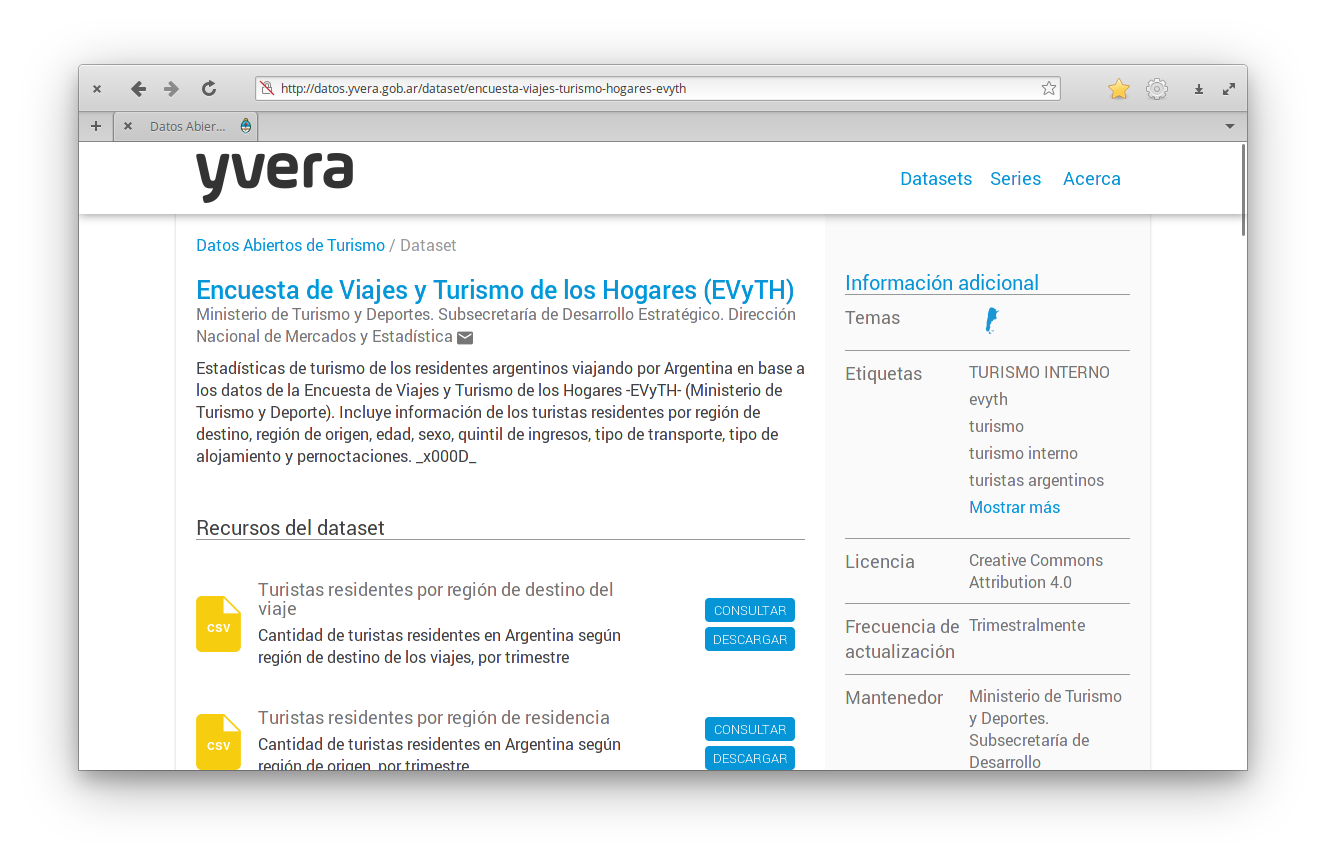 http://datos.yvera.gob.ar/dataset/encuesta-viajes-turismo-hogares-evyth
Datos Abier...
yvera
Datasets Series Acerca
Datos Abiertos de Turismo / Dataset
Encuesta de Viajes y Turismo de los Hogares (EVyTH)
Ministerio de Turismo y Deportes. Subsecretaría de Desarrollo Estratégico. Dirección
Nacional de Mercados y Estadística
Estadísticas de turismo de los residentes argentinos viajando por Argentina en base a
los datos de la Encuesta de Viajes y Turismo de los Hogares -EVyTH- (Ministerio de
Turismo y Deporte). Incluye información de los turistas residentes por región de
destino, región de origen, edad, sexo, quintil de ingresos, tipo de transporte, tipo de
alojamiento y pernoctaciones. _x000D_
Recursos del dataset
CSV
Turistas residentes por región de destino del
viaje
Cantidad de turistas residentes en Argentina según
región de destino de los viajes, por trimestre
CONSULTAR
DESCARGAR
CSV
Turistas residentes por región de residencia
Cantidad de turistas residentes en Argentina según
región de origen, por trimestre
CONSULTAR
DESCARGAR
Información adicional
Temas
Etiquetas
TURISMO INTERNO
evyth
turismo
turismo interno
turistas argentinos
Mostrar más
Licencia
Creative Commons
Attribution 4.0
Frecuencia de
actualización
Trimestralmente
Mantenedor
Ministerio de Turismo
y Deportes.
Subsecretaría de
Desarrollo